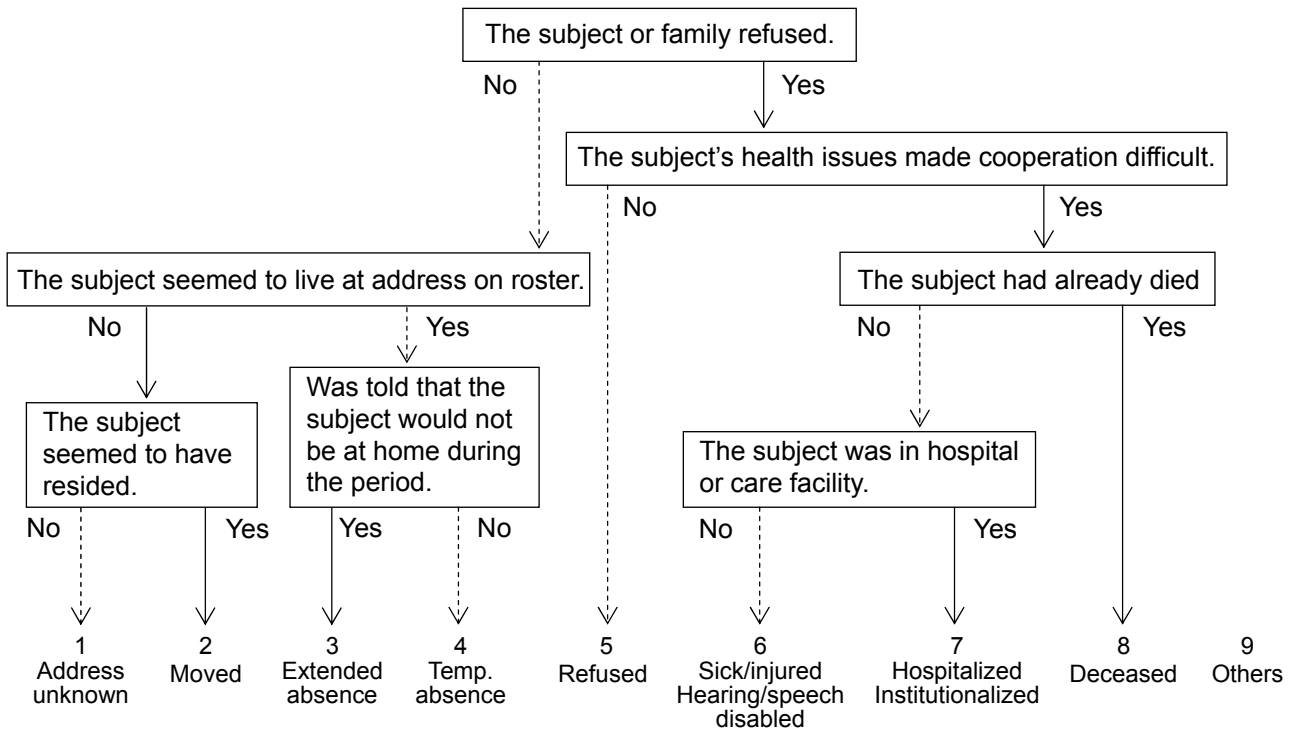 The subject or family refused.
No
Yes
The subject's health issues made cooperation difficult.
No
Yes
The subject seemed to live at address on roster.
The subject had already died
No
Yes
No
Yes
Was told that the
subject would not
be at home during
the period.
The subject
seemed to have
resided.
The subject was in hospital
or care facility.
No
Yes
Yes
No
No
Yes
1
Address
unknown
2
Moved
3
Extended
absence
4
Temp.
absence
5
Refused
6
Sick/injured
Hearing/speech
disabled
7
Hospitalized
Institutionalized
8
Deceased
9
Others